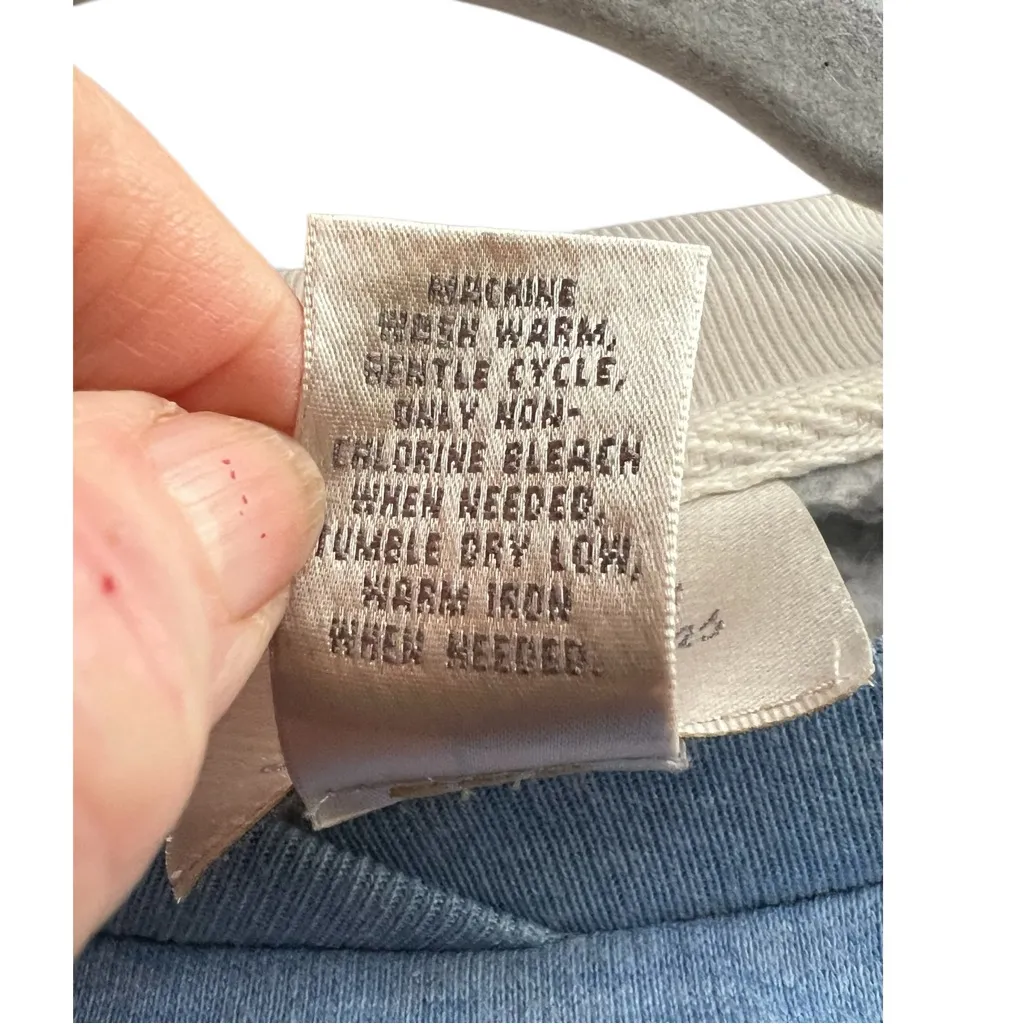 MACHINE
WASH WARM,
GENTLE CYCLE,
ONLY NON-
CHLORINE BLEACH
WHEN NEEDED,
TUMBLE DRY LOW,
WARM IRON
WHEN NEEDED.